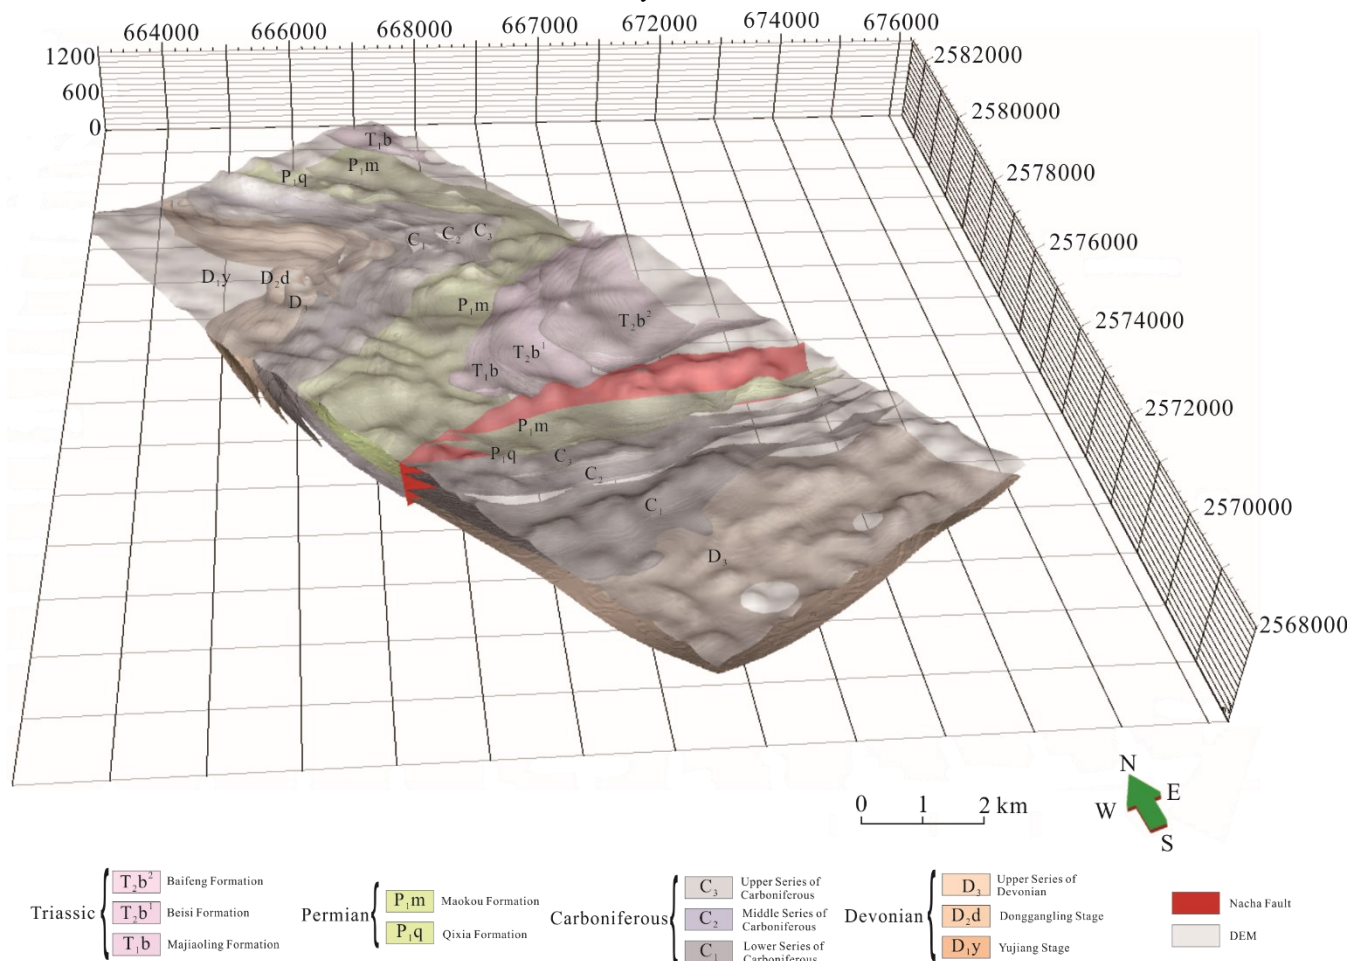 664000 666000 668000 667000 672000 674000 676000
1200
600
0
2582000
2580000
2578000
2576000
2574000
2572000
2570000
2568000
T₁b
P₁m
P₁q
C₁ C₂ C₃
D₁y D₂d
D₃
P₁m
T₂b²
T₂b¹
T₁b
P₁m
P₁q C₃
C₂
C₁
D₃
N
W E
S
0 1 2 km
Triassic
T₂b² Baifeng Formation
T₂b¹ Beisi Formation
T₁b Majiaoling Formation
Permian
P₁m Maokou Formation
P₁q Qixia Formation
Carboniferous
C₃ Upper Series of
Carboniferous
C₂ Middle Series of
Carboniferous
C₁ Lower Series of
Carboniferous
Devonian
D₃ Upper Series of
Devonian
D₂d Donggangling Stage
D₁y Yujiang Stage
Nacha Fault
DEM